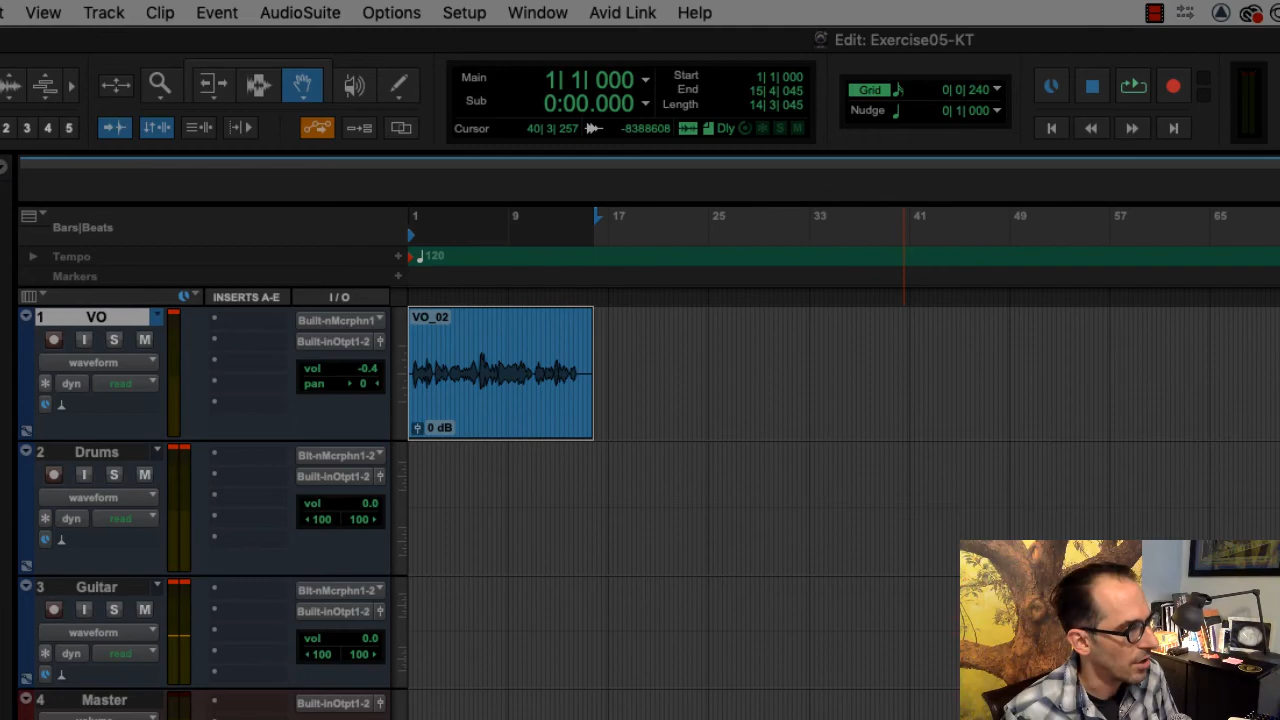 View Track Clip Event AudioSuite Options Setup Window Avid Link Help
Edit: Exercise05-KT
Main 1| 1| 000
Sub 0:00.000
Start 1| 1| 000
End 15| 4| 045
Length 14| 3| 045
Cursor 40| 3| 257 -8388608 Dly S M
Grid 0| 0| 240
Nudge 0| 1| 000
2 3 4 5
Bars|Beats 1 9 17 25 33 41 49 57 65
Tempo 120
Markers
INSERTS A-E I / O
1 VO
I S M
waveform
dyn read
Built-nMcrphn1
Built-inOtpt1-2
vol -0.4
pan 0
VO_02
0 dB
2 Drums
I S M
waveform
dyn read
Blt-nMcrphn1-2
Built-inOtpt1-2
vol 0.0
100 100
3 Guitar
I S M
waveform
dyn read
Blt-nMcrphn1-2
Built-inOtpt1-2
vol 0.0
100 100
4 Master
Built-inOtpt1-2